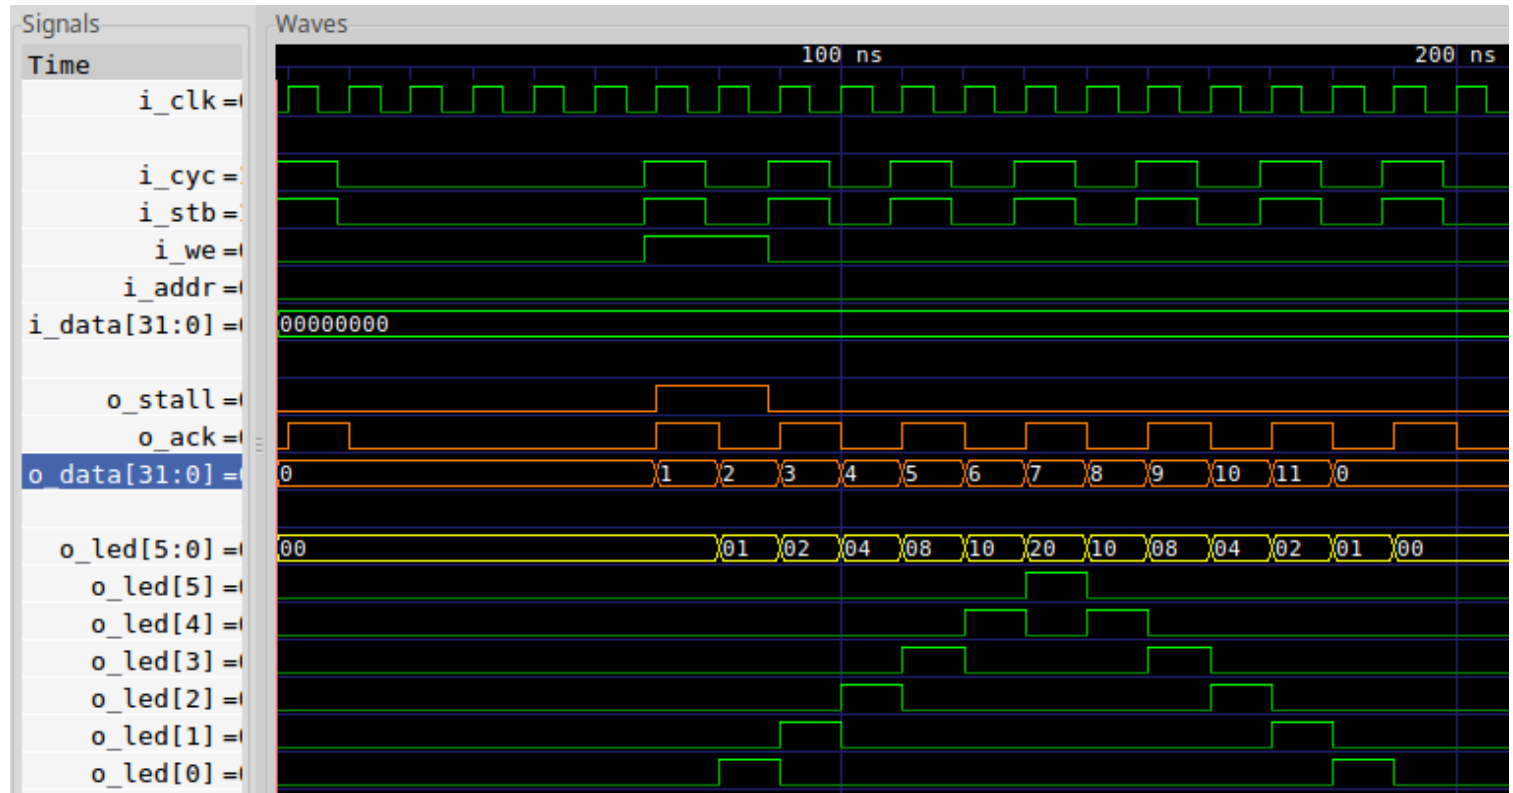 Signals
Waves
Time
100 ns 200 ns
i_clk =
i_cyc =
i_stb =
i_we =
i_addr =
i_data[31:0] = 00000000
o_stall =
o_ack =
o_data[31:0] = 0 1 2 3 4 5 6 7 8 9 10 11 0
o_led[5:0] = 00 01 02 04 08 10 20 10 08 04 02 01 00
o_led[5] =
o_led[4] =
o_led[3] =
o_led[2] =
o_led[1] =
o_led[0] =